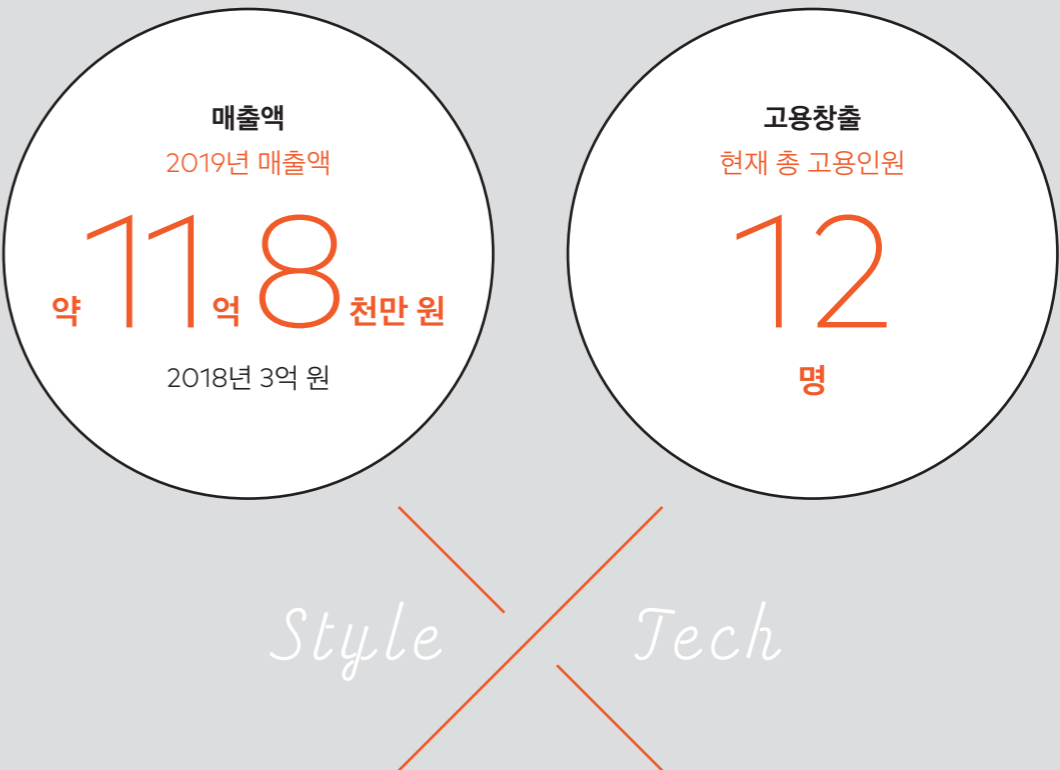 매출액
2019년 매출액
약 11억 8천만 원
2018년 3억 원
고용창출
현재 총 고용인원
12
명
Style Tech